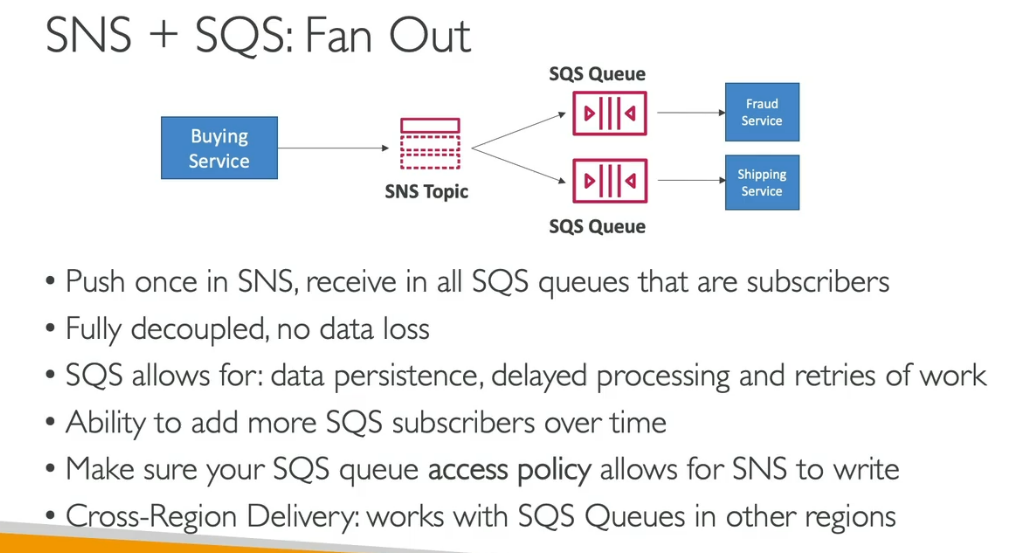 SNS + SQS: Fan Out
SQS Queue
Buying
Service
SNS Topic
Fraud
Service
Shipping
Service
SQS Queue
• Push once in SNS, receive in all SQS queues that are subscribers
• Fully decoupled, no data loss
• SQS allows for: data persistence, delayed processing and retries of work
• Ability to add more SQS subscribers over time
• Make sure your SQS queue access policy allows for SNS to write
• Cross-Region Delivery: works with SQS Queues in other regions